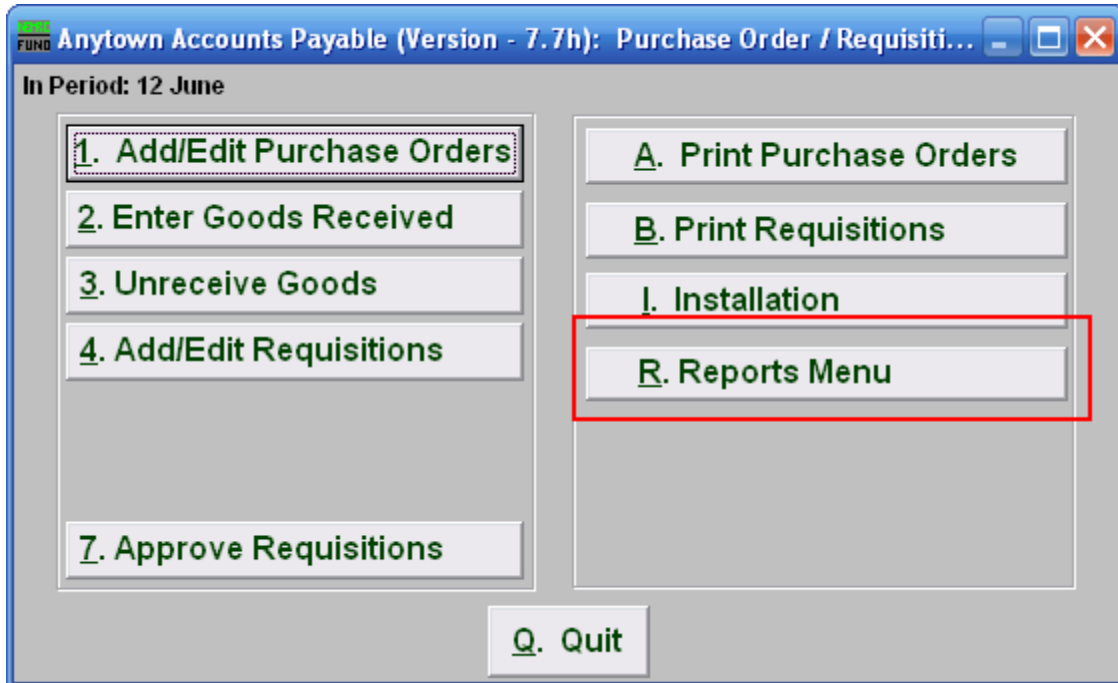 NEMRC
FUND Anytown Accounts Payable (Version - 7.7h): Purchase Order / Requisiti...
In Period: 12 June
1. Add/Edit Purchase Orders
2. Enter Goods Received
3. Unreceive Goods
4. Add/Edit Requisitions
7. Approve Requisitions
A. Print Purchase Orders
B. Print Requisitions
I. Installation
R. Reports Menu
Q. Quit